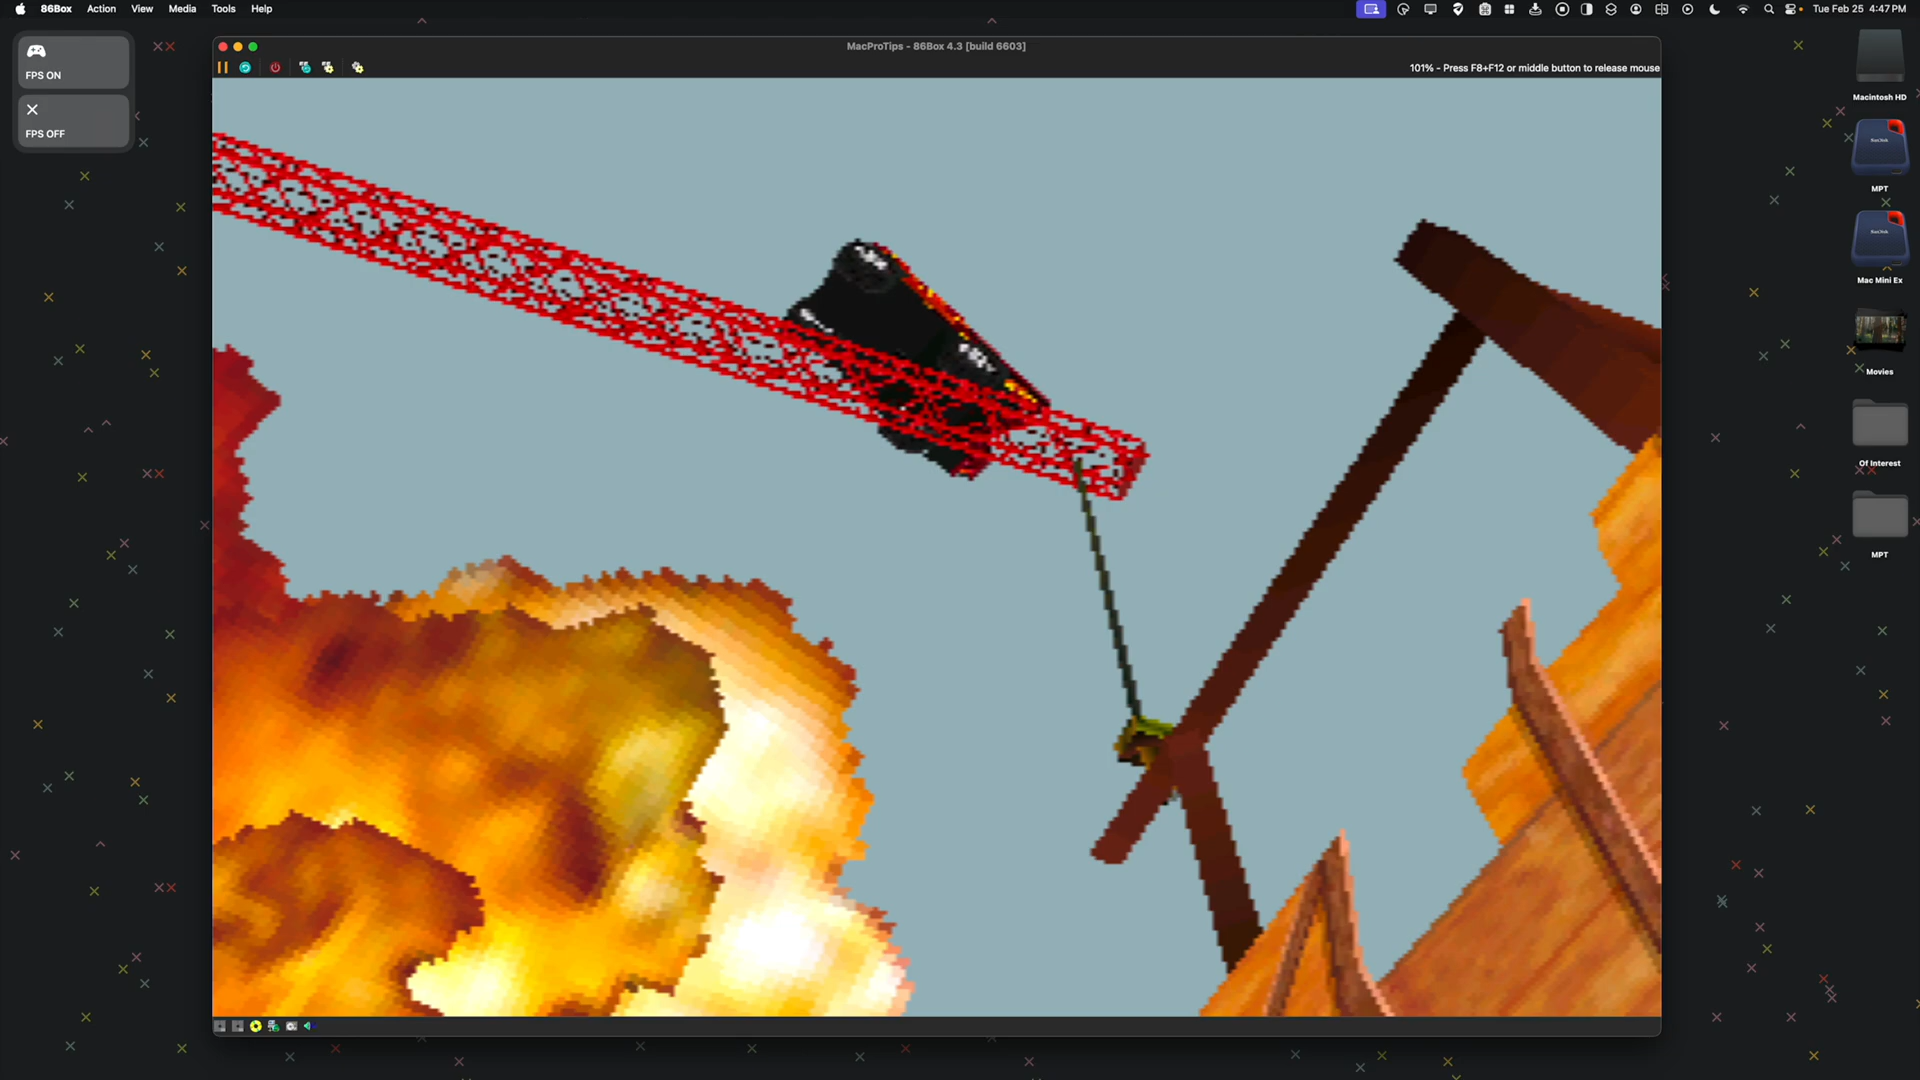 86Box Action View Media Tools Help
Tue Feb 25 4:47 PM
FPS ON
FPS OFF
MacProTips - 86Box 4.3 [build 6603]
101% - Press F8+F12 or middle button to release mouse
Macintosh HD
SanDisk
MPT
SanDisk
Mac Mini Ex
Movies
Of Interest
MPT